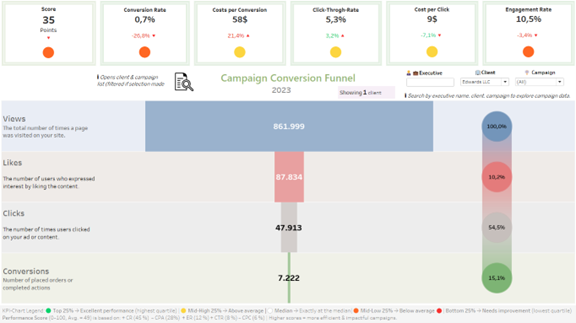 Score
35
Points
Conversion Rate
0,7%
-26,8%
Costs per Conversion
58$
21,4%
Click-Throgh-Rate
5,3%
3,2%
Cost per Click
9$
-7,1%
Engagement Rate
10,5%
-3,4%
Opens client & campaign
list (filtered if selection made
Campaign Conversion Funnel
2023
Showing 1 client
Executive
Client
Campaign
Edwards LLC
(All)
Search by executive name, client, campaign to explore campaign data
Views
The total number of times a page
was visited on your site.
861.999
100,0%
Likes
The number of users who expressed
interest by liking the content.
87.834
10,2%
Clicks
The number of times users clicked
on your ad or content.
47.913
54,5%
Conversions
Number of placed orders or
completed actions
7.222
15,1%
KPI-Chart Legend: Top 25% → Excellent performance (highest quartile) | Mid High 25% → Above average | Median → Exactly at the median | Mid-Low 25% → Below average | Bottom 25% → Needs improvement (lowest quartile)
Performance Score (0–100, Avg. = 49) is based on: + CR (45 %) – CPA (28%) + ER (12 %) + CTR (8 %) – CPC (6 %) | Higher scores = more efficient & impactful campaigns.